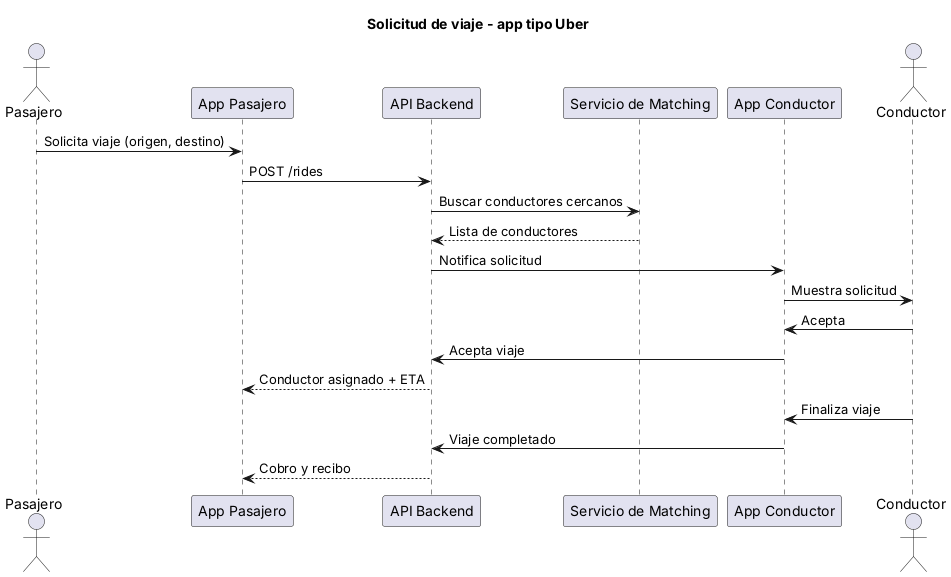 Solicitud de viaje - app tipo Uber
Pasajero
App Pasajero
API Backend
Servicio de Matching
App Conductor
Conductor
Solicita viaje (origen, destino)
POST /rides
Buscar conductores cercanos
Lista de conductores
Notifica solicitud
Muestra solicitud
Acepta
Acepta viaje
Conductor asignado + ETA
Finaliza viaje
Viaje completado
Cobro y recibo
Pasajero
App Pasajero
API Backend
Servicio de Matching
App Conductor
Conductor